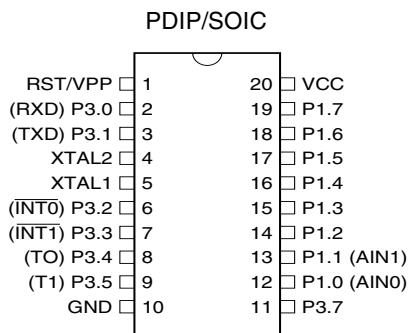 PDIP/SOIC
RST/VPP 1 20 VCC
(RXD) P3.0 2 19 P1.7
(TXD) P3.1 3 18 P1.6
XTAL2 4 17 P1.5
XTAL1 5 16 P1.4
(I̅N̅T̅0̅) P3.2 6 15 P1.3
(I̅N̅T̅1̅) P3.3 7 14 P1.2
(TO) P3.4 8 13 P1.1 (AIN1)
(T1) P3.5 9 12 P1.0 (AIN0)
GND 10 11 P3.7